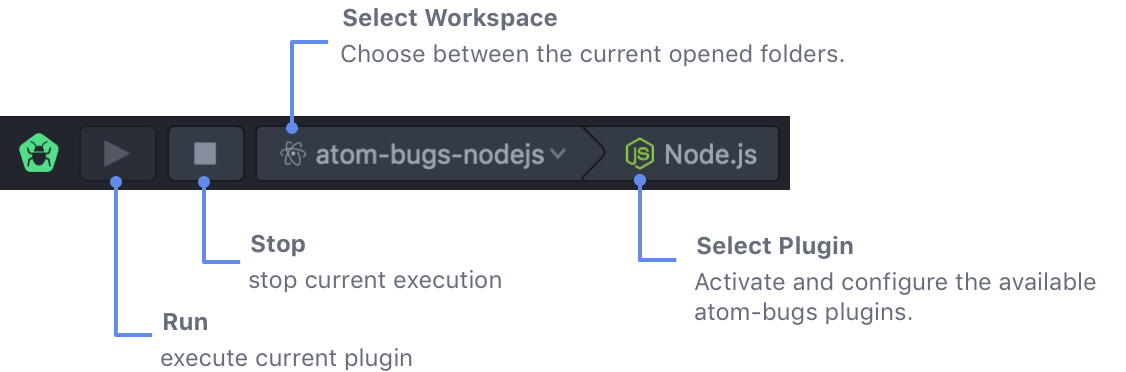 Select Workspace
Choose between the current opened folders.
atom-bugs-nodejs
JS Node.js
Stop
stop current execution
Select Plugin
Activate and configure the available
atom-bugs plugins.
Run
execute current plugin